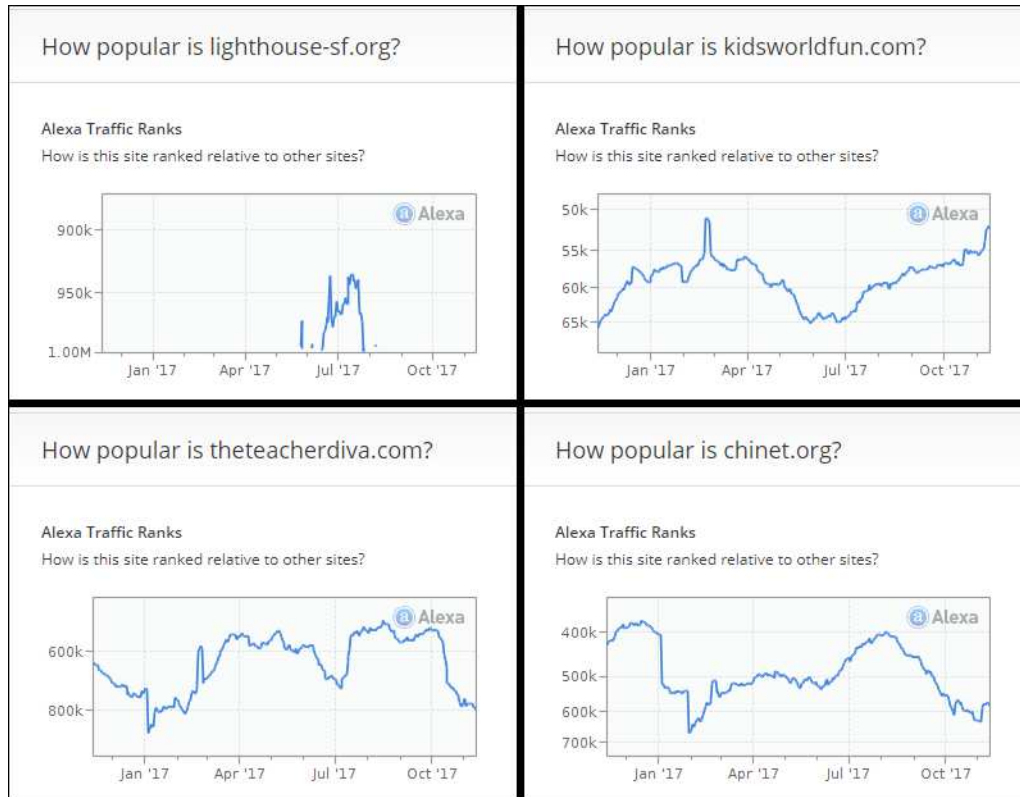 How popular is lighthouse-sf.org?
Alexa Traffic Ranks
How is this site ranked relative to other sites?
a Alexa
900k
950k
1.00M
Jan '17 Apr '17 Jul '17 Oct '17
How popular is kidsworldfun.com?
Alexa Traffic Ranks
How is this site ranked relative to other sites?
a Alexa
50k
55k
60k
65k
Jan '17 Apr '17 Jul '17 Oct '17
How popular is theteacherdiva.com?
Alexa Traffic Ranks
How is this site ranked relative to other sites?
a Alexa
600k
800k
Jan '17 Apr '17 Jul '17 Oct '17
How popular is chinet.org?
Alexa Traffic Ranks
How is this site ranked relative to other sites?
a Alexa
400k
500k
600k
700k
Jan '17 Apr '17 Jul '17 Oct '17